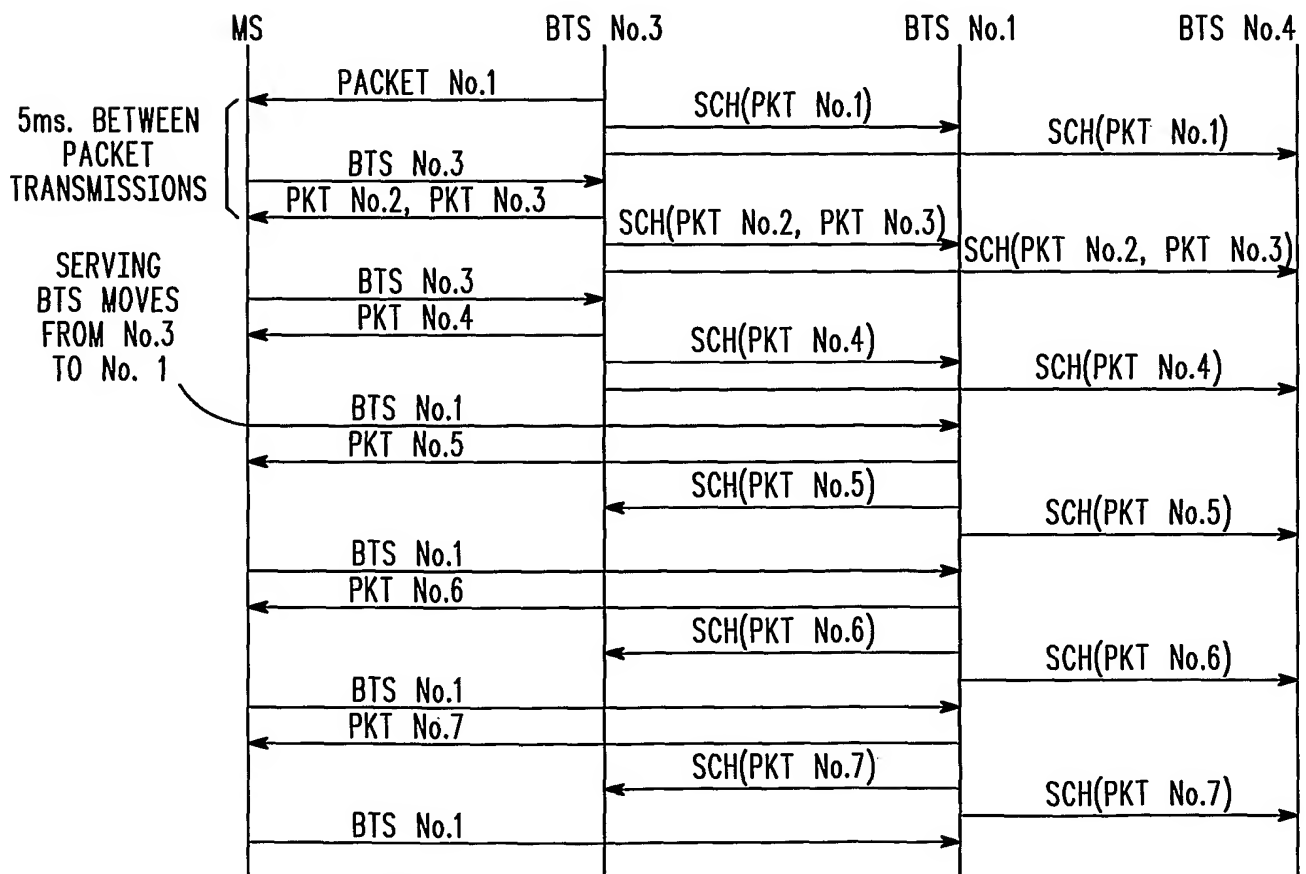 MS BTS No.3 BTS No.1 BTS No.4
PACKET No.1
SCH(PKT No.1)
SCH(PKT No.1)
5ms. BETWEEN
PACKET
TRANSMISSIONS
BTS No.3
PKT No.2, PKT No.3
SCH(PKT No.2, PKT No.3)
SCH(PKT No.2, PKT No.3)
SERVING
BTS MOVES
FROM No.3
TO No. 1
BTS No.3
PKT No.4
SCH(PKT No.4)
SCH(PKT No.4)
BTS No.1
PKT No.5
SCH(PKT No.5)
SCH(PKT No.5)
BTS No.1
PKT No.6
SCH(PKT No.6)
SCH(PKT No.6)
BTS No.1
PKT No.7
SCH(PKT No.7)
SCH(PKT No.7)
BTS No.1